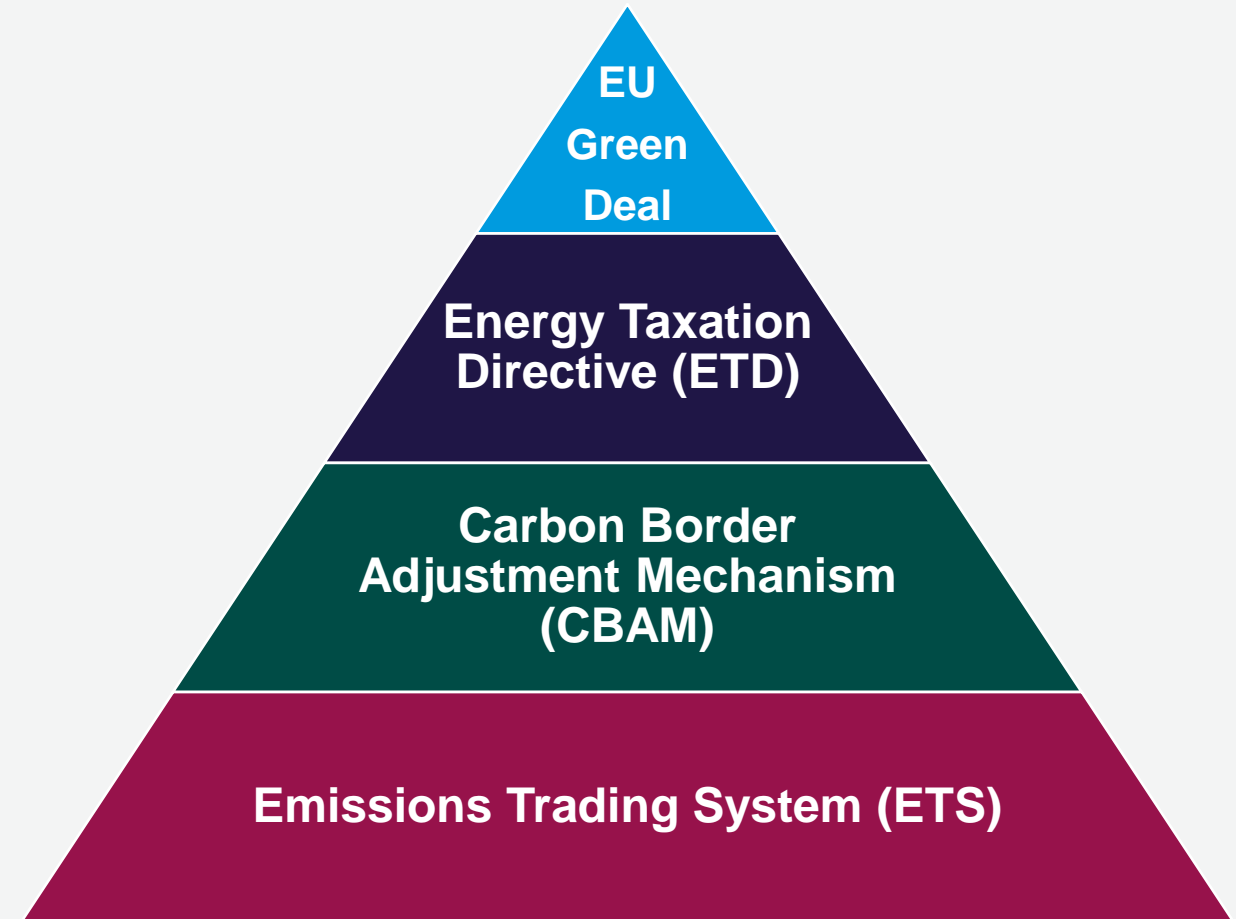 EU
Green
Deal
Energy Taxation
Directive (ETD)
Carbon Border
Adjustment Mechanism
(CBAM)
Emissions Trading System (ETS)